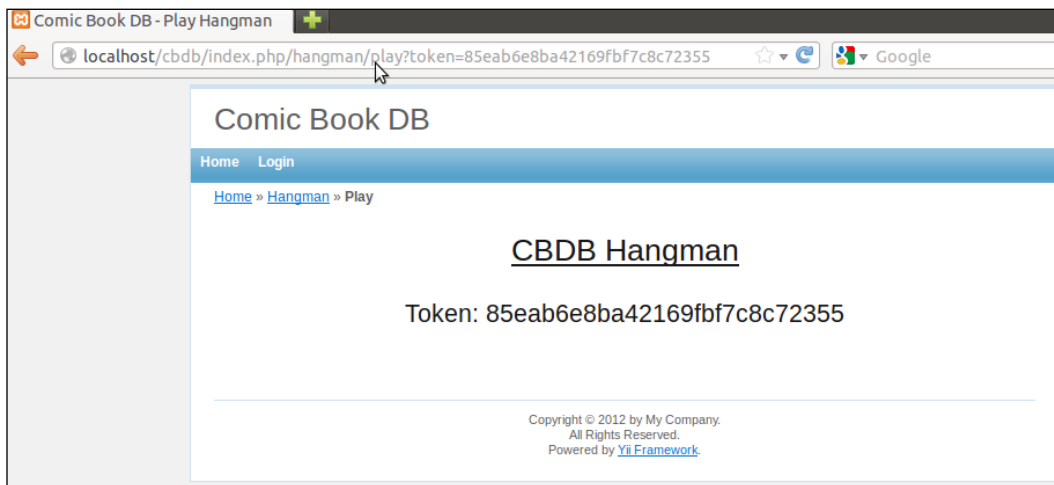 Comic Book DB - Play Hangman
localhost/cbdb/index.php/hangman/play?token=85eab6e8ba42169fbf7c8c72355
Google
Comic Book DB
Home Login
Home » Hangman » Play
CBDB Hangman
Token: 85eab6e8ba42169fbf7c8c72355
Copyright © 2012 by My Company.
All Rights Reserved.
Powered by Yii Framework.